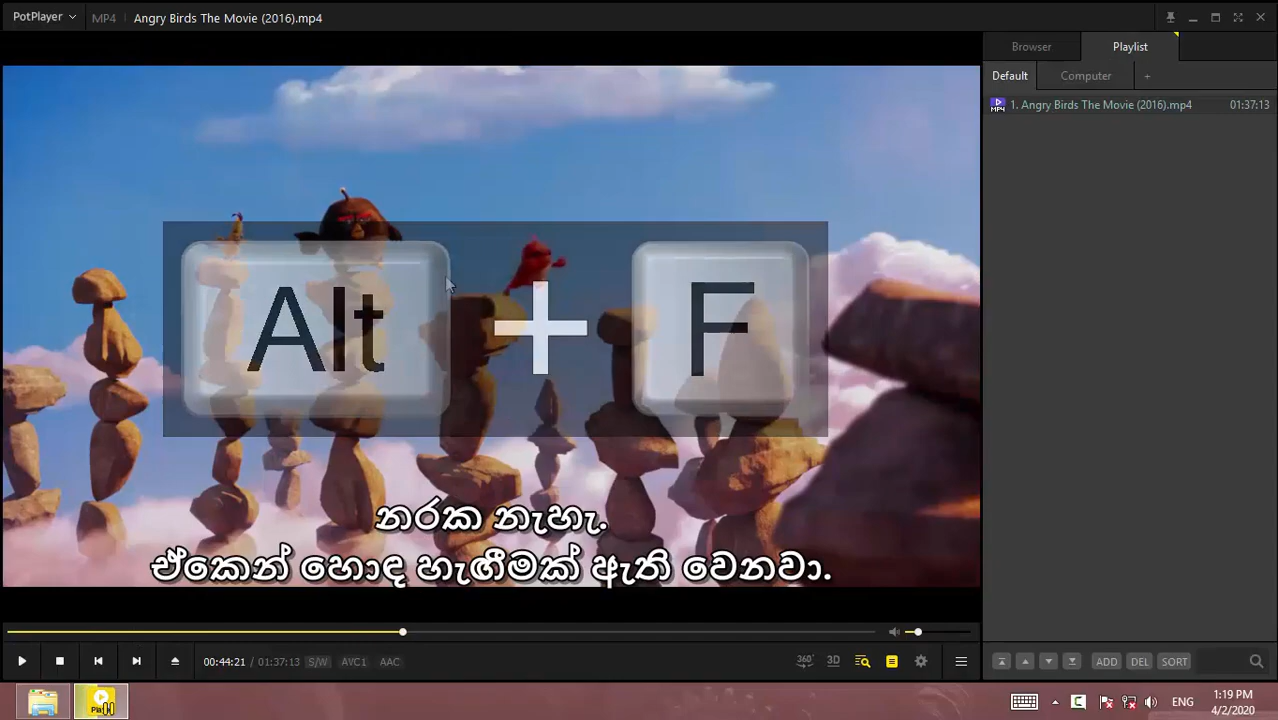 PotPlayer
MP4
Angry Birds The Movie (2016).mp4
Browser
Playlist
Default
Computer
+
MP4
1. Angry Birds The Movie (2016).mp4
01:37:13
Alt + F
නරක නැහැ.
ඒකෙන් හොඳ හැඟීමක් ඇති වෙනවා.
00:44:21 / 01:37:13
S/W
AVC1
AAC
360°
3D
ADD
DEL
SORT
ENG
1:19 PM
4/2/2020